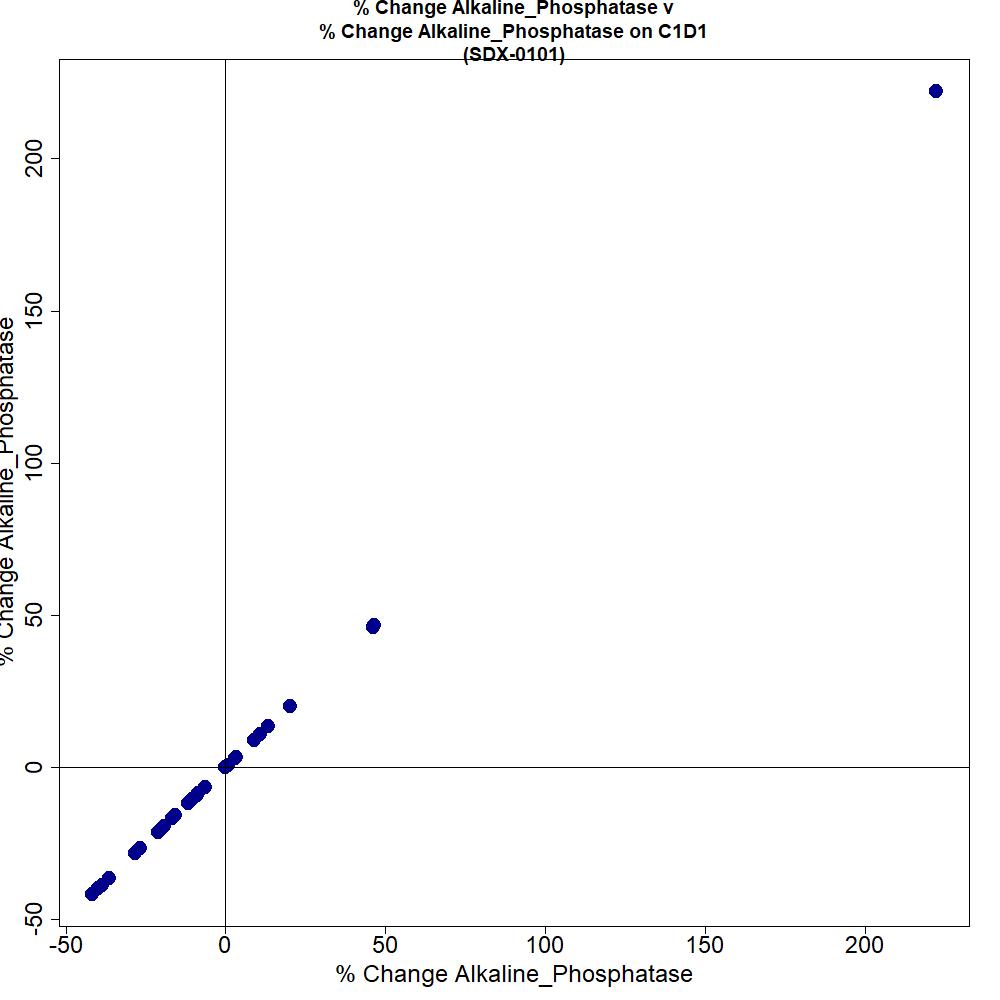 % Change Alkaline_Phosphatase v
% Change Alkaline_Phosphatase on C1D1
(SDX-0101)
% Change Alkaline_Phosphatase
200
150
100
50
0
-50
-50 0 50 100 150 200
% Change Alkaline_Phosphatase